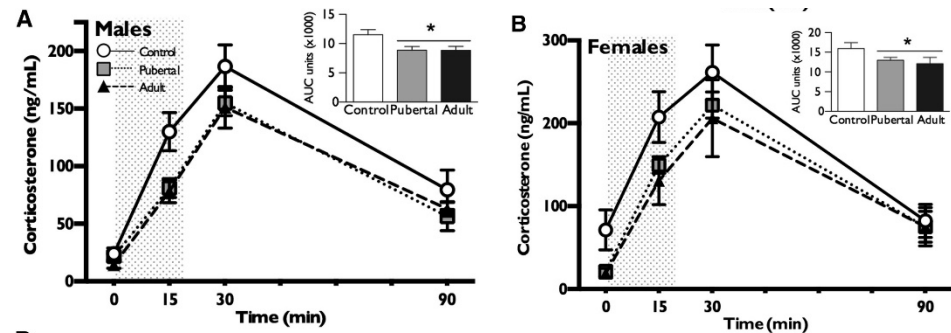 A
Males
Control
Pubertal
Adult
Corticosterone (ng/mL)
200
150
100
50
0
0 15 30 90
Time (min)
AUC units (x1000)
15
10
5
0
Control Pubertal Adult
*
B
Females
Corticosterone (ng/mL)
300
200
100
0
0 15 30 90
Time (min)
AUC units (x1000)
20
15
10
5
0
Control Pubertal Adult
*